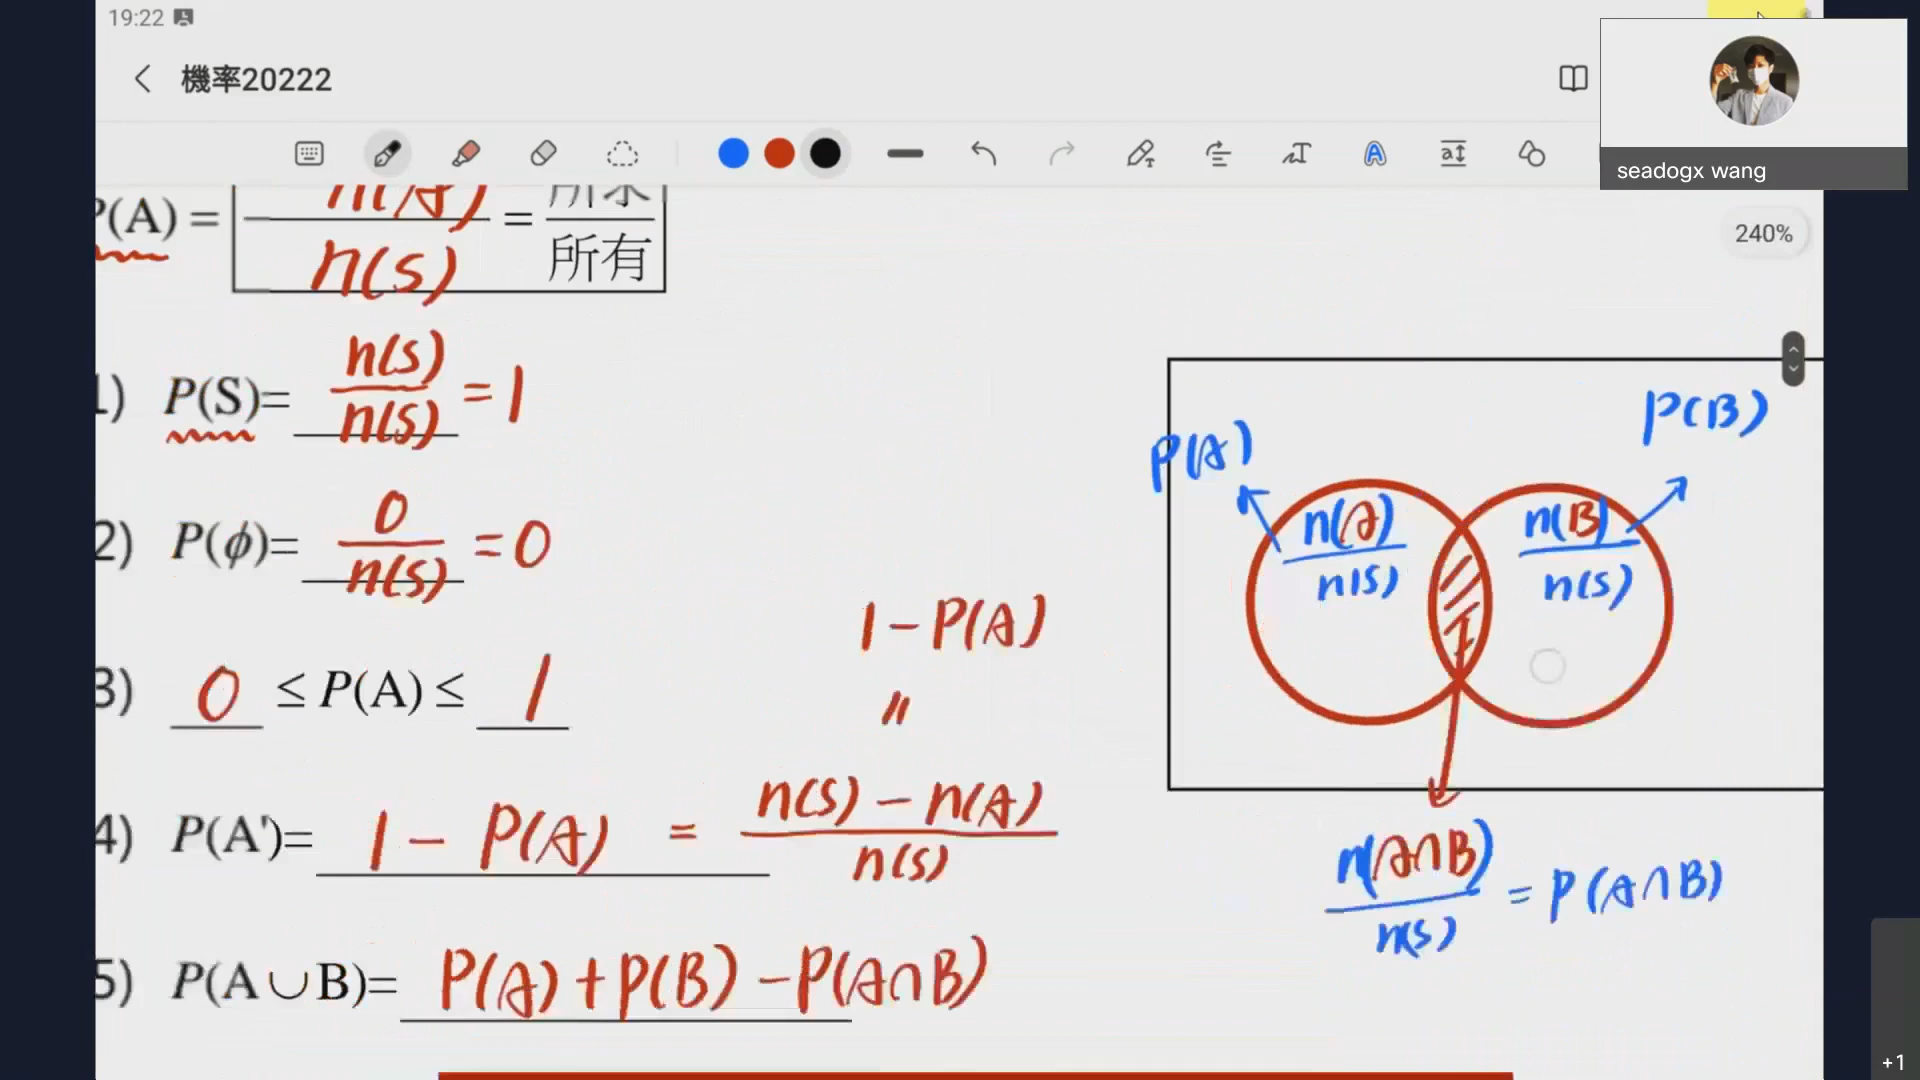 19:22
機率20222
seadogx wang
240%
P(A) = n(A) / n(S) = 所求 / 所有
1) P(S)= n(S) / n(S) = 1
2) P(ϕ)= 0 / n(S) = 0
3) 0 ≤ P(A) ≤ 1
1 - P(A)
〃
4) P(A')= 1 - P(A) = n(S) - n(A) / n(S)
5) P(A∪B)= P(A) + P(B) - P(A∩B)
P(A)
P(B)
n(A) / n(S)
n(B) / n(S)
n(A∩B) / n(S) = P(A∩B)
+1